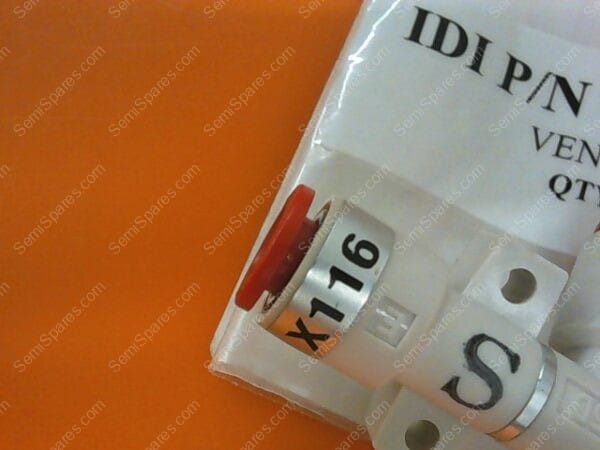 IDI P/N
VEN
QTY
X116
S
SemiSpares.com